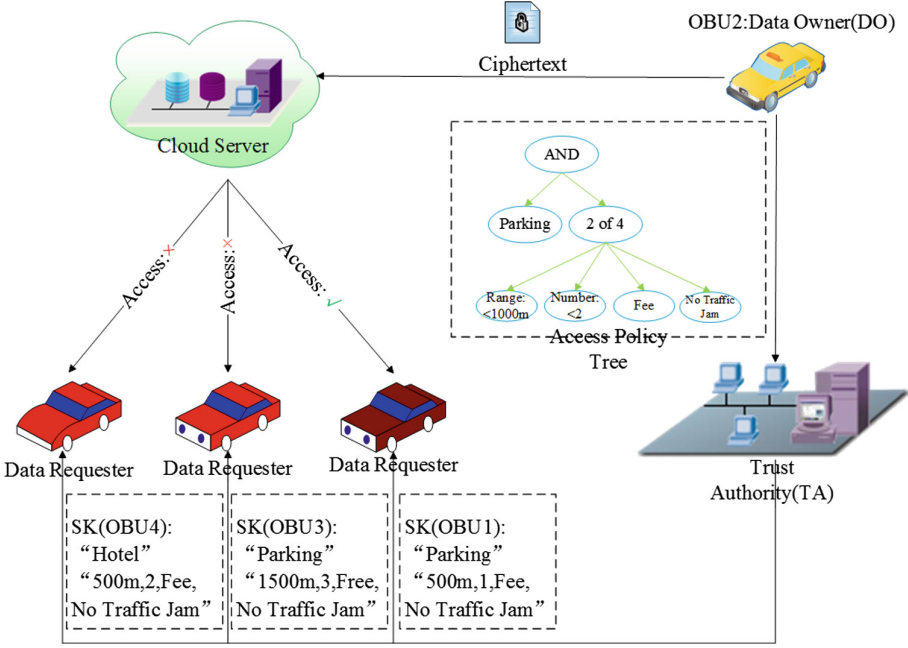 OBU2:Data Owner(DO)
Ciphertext
Cloud Server
AND
Parking
2 of 4
Range:
<1000m
Number:
<2
Fee
No Traffic
Jam
Access Policy
Tree
Access:×
Access:×
Access: √
Data Requester
Data Requester
Data Requester
Trust
Authority(TA)
SK(OBU4):
“Hotel”
“500m,2,Fee,
No Traffic Jam”
SK(OBU3):
“Parking”
“1500m,3,Free,
No Traffic Jam”
SK(OBU1):
“Parking”
“500m,1,Fee,
No Traffic Jam”